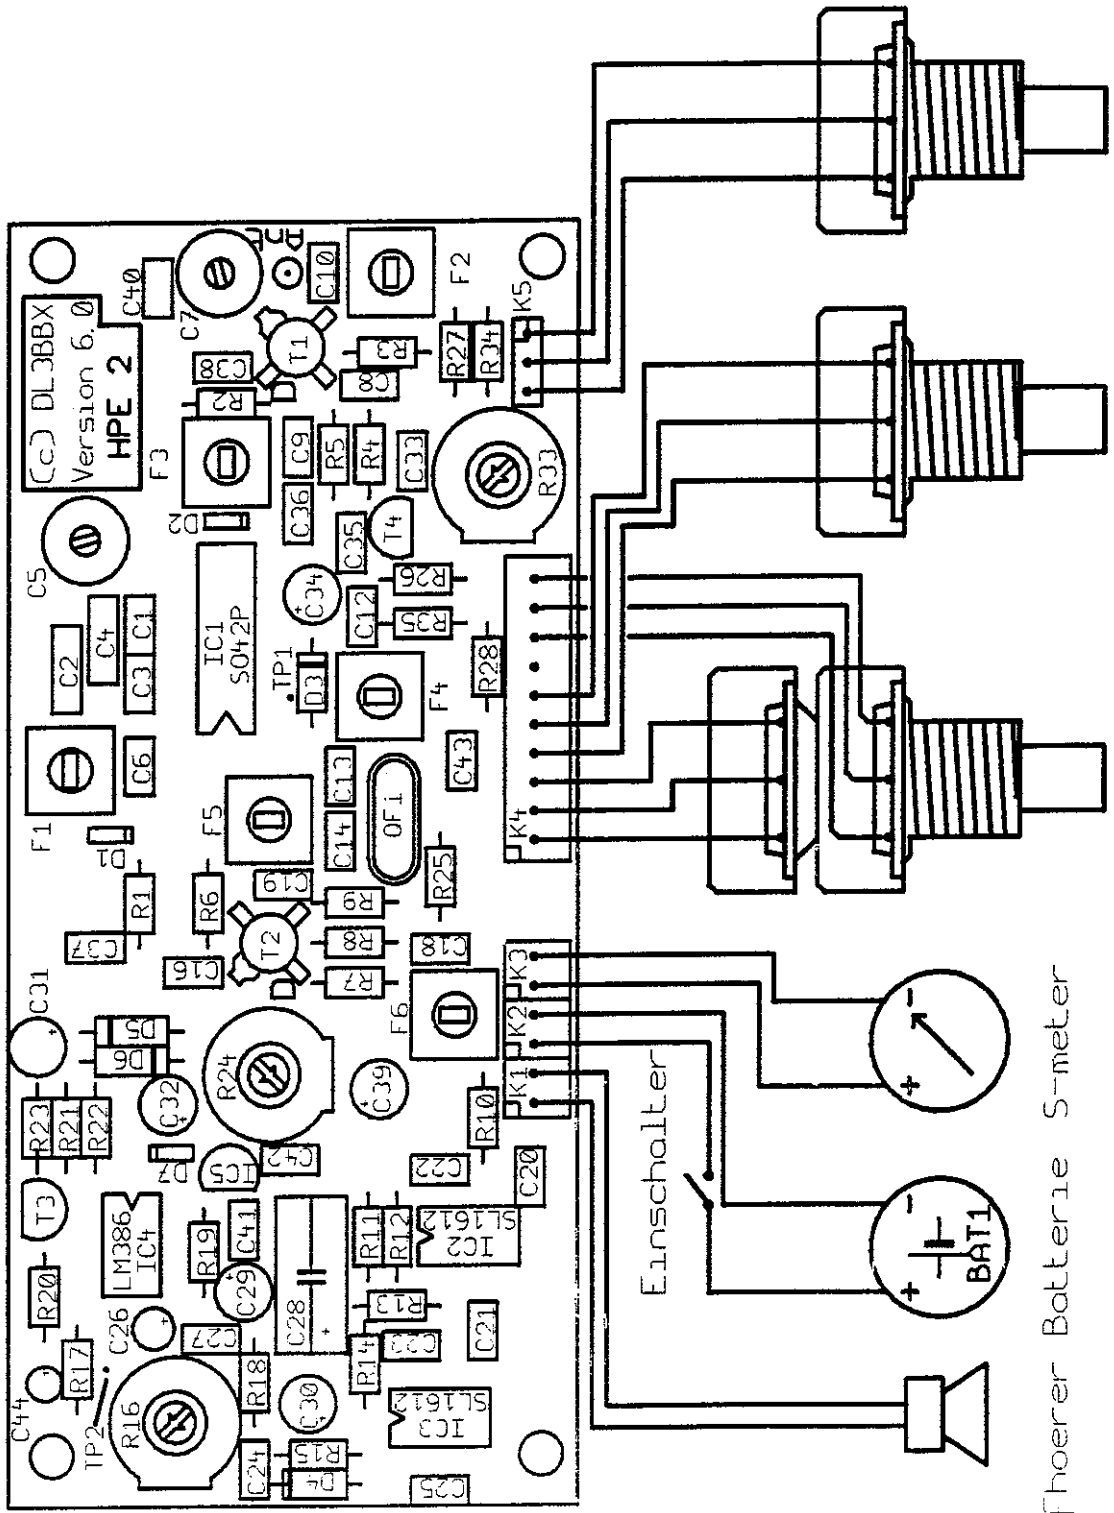 (c) DL3BBX
Version 6.0
HPE 2
C40
C7
Ant
C10
F2
C38
T1
R3
C8
R27
R34
K5
R2
D
F3
C9
R5
R4
C33
R33
C5
D2
C36
C35
T4
C34
R26
C12
R35
C2
C4
C1
C3
IC1
SO42P
TP1
D3
F4
R28
F1
C6
D1
F5
C13
C14
QFi
C43
K4
R1
R6
C19
R9
R25
C37
C16
T2
R8
R7
D
C18
K3
C31
D5
D6
R24
F6
K2
K1
C32
C39
R10
R23
R21
R22
D7
IC5
C42
C22
C20
T3
LM386
IC4
R19
C41
R11
R12
SL1612
IC2
R20
C29
C28
R13
C26
C27
R14
C23
C21
C44
R17
TP2
R16
R18
C30
SL1612
IC3
C24
R15
D4
C25
Einschalter
+
-
+
-
BAT1
hoerer Batterie S-meter